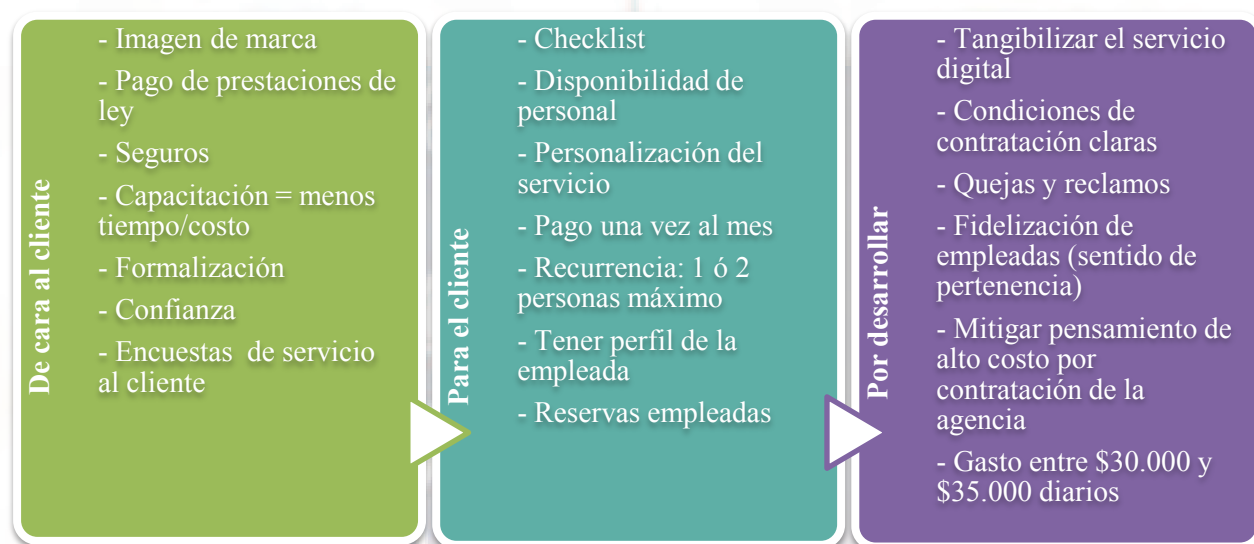 De cara al cliente
- Imagen de marca
- Pago de prestaciones de
ley
- Seguros
- Capacitación = menos
tiempo/costo
- Formalización
- Confianza
- Encuestas de servicio
al cliente
Para el cliente
- Checklist
- Disponibilidad de
personal
- Personalización del
servicio
- Pago una vez al mes
- Recurrencia: 1 ó 2
personas máximo
- Tener perfil de la
empleada
- Reservas empleadas
Por desarrollar
- Tangibilizar el servicio
digital
- Condiciones de
contratación claras
- Quejas y reclamos
- Fidelización de
empleadas (sentido de
pertenencia)
- Mitigar pensamiento de
alto costo por
contratación de la
agencia
- Gasto entre $30.000 y
$35.000 diarios